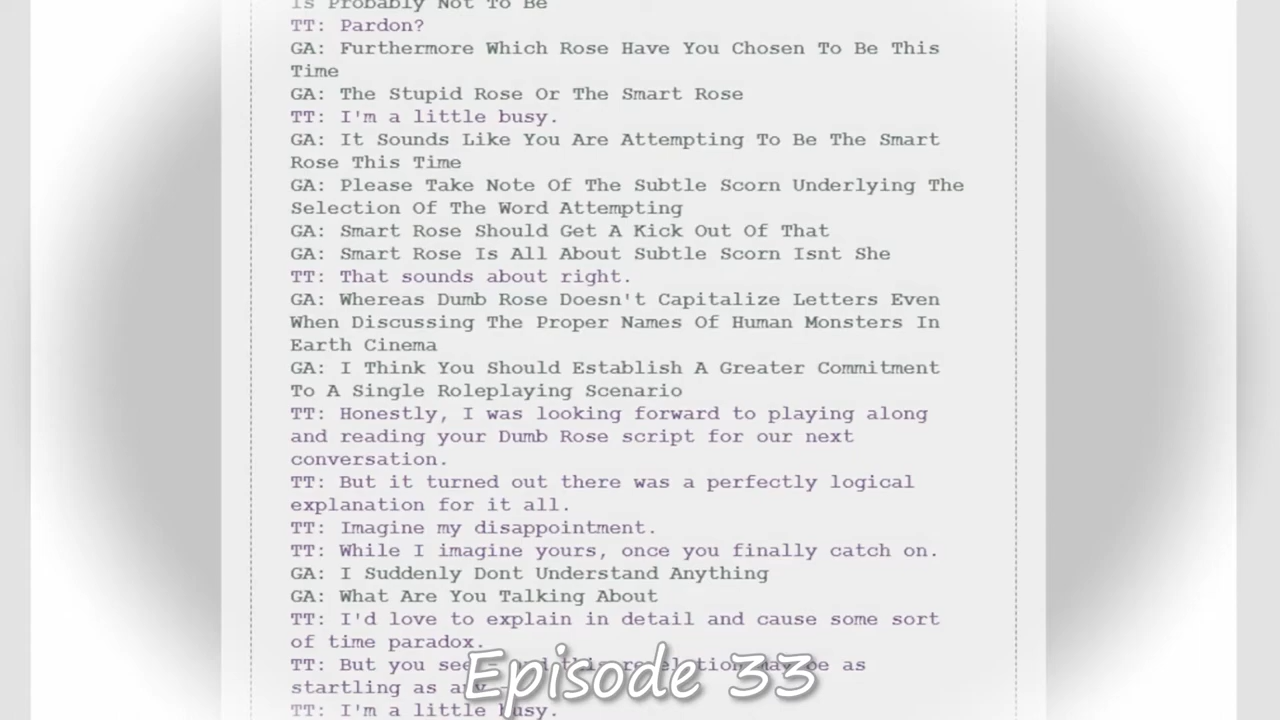 Is Probably Not To Be
TT: Pardon?
GA: Furthermore Which Rose Have You Chosen To Be This
Time
GA: The Stupid Rose Or The Smart Rose
TT: I'm a little busy.
GA: It Sounds Like You Are Attempting To Be The Smart
Rose This Time
GA: Please Take Note Of The Subtle Scorn Underlying The
Selection Of The Word Attempting
GA: Smart Rose Should Get A Kick Out Of That
GA: Smart Rose Is All About Subtle Scorn Isnt She
TT: That sounds about right.
GA: Whereas Dumb Rose Doesn't Capitalize Letters Even
When Discussing The Proper Names Of Human Monsters In
Earth Cinema
GA: I Think You Should Establish A Greater Commitment
To A Single Roleplaying Scenario
TT: Honestly, I was looking forward to playing along
and reading your Dumb Rose script for our next
conversation.
TT: But it turned out there was a perfectly logical
explanation for it all.
TT: Imagine my disappointment.
TT: While I imagine yours, once you finally catch on.
GA: I Suddenly Dont Understand Anything
GA: What Are You Talking About
TT: I'd love to explain in detail and cause some sort
of time paradox.
TT: But you see - and this revelation may be as
startling as any
TT: I'm a little busy.
Episode 33